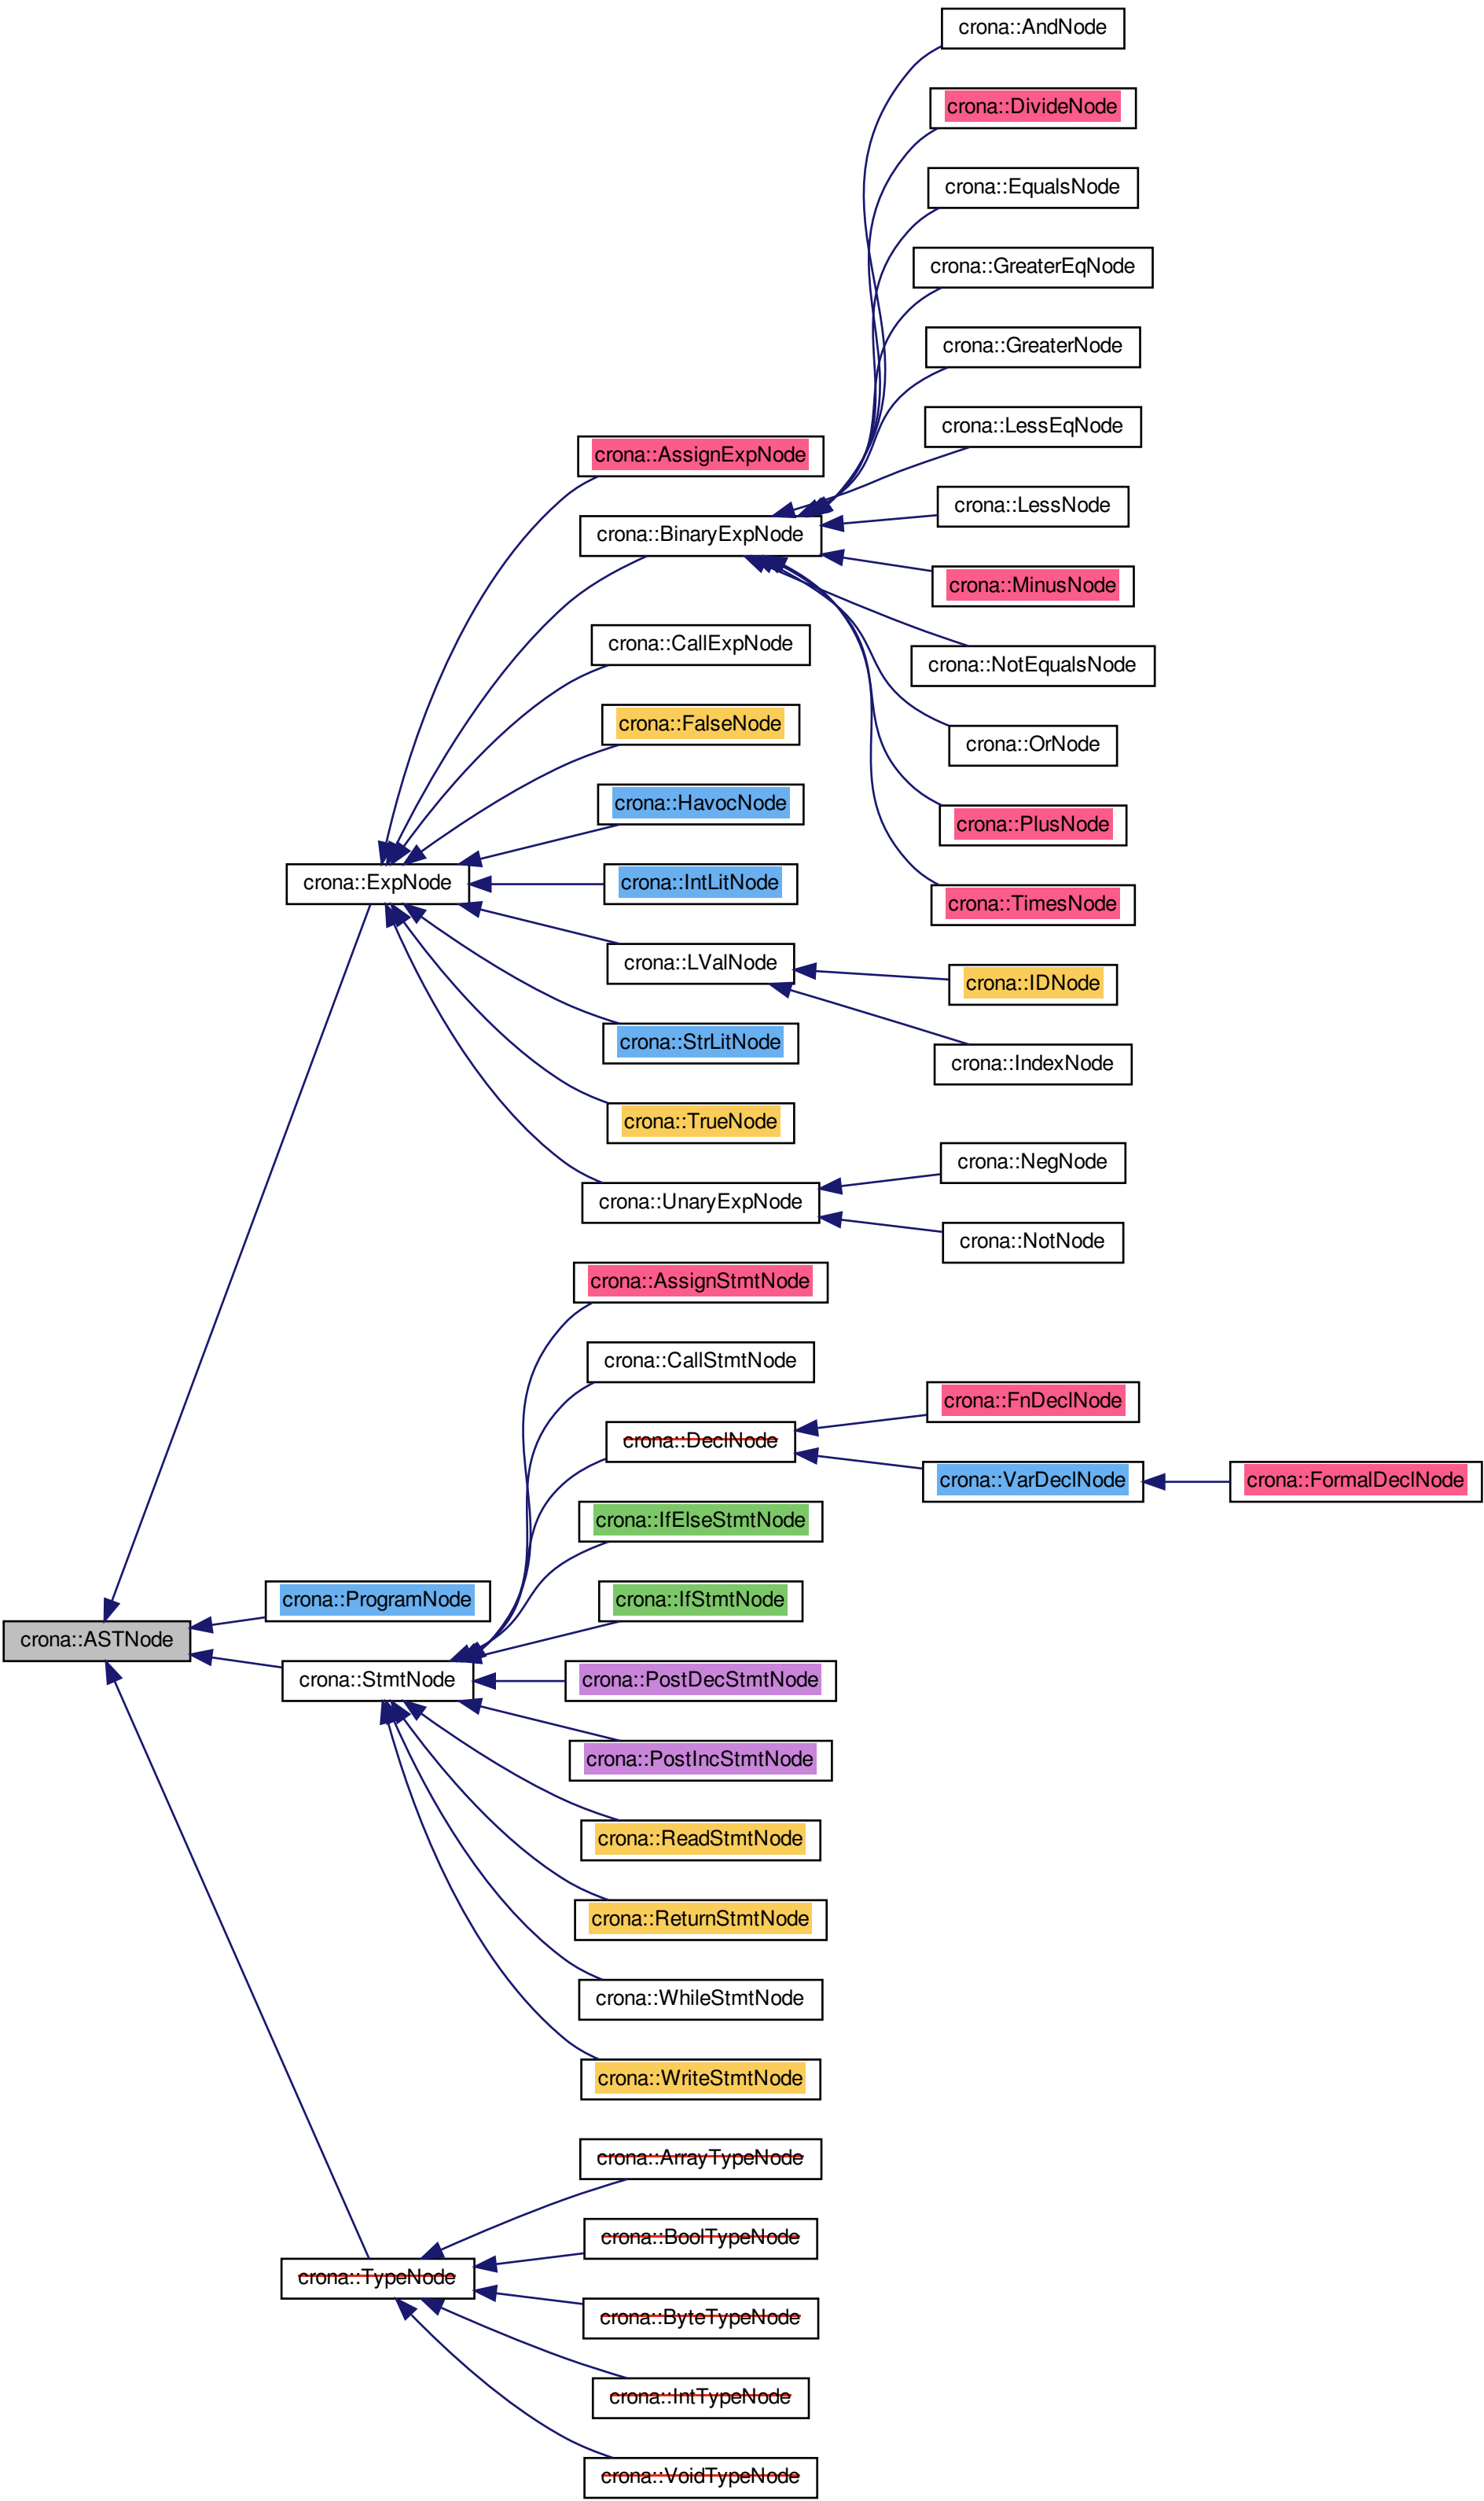 crona::AndNode
crona::DivideNode
crona::EqualsNode
crona::GreaterEqNode
crona::GreaterNode
crona::LessEqNode
crona::AssignExpNode
crona::LessNode
crona::BinaryExpNode
crona::MinusNode
crona::CallExpNode
crona::NotEqualsNode
crona::FalseNode
crona::OrNode
crona::HavocNode
crona::PlusNode
crona::ExpNode
crona::IntLitNode
crona::TimesNode
crona::LValNode
crona::IDNode
crona::StrLitNode
crona::IndexNode
crona::TrueNode
crona::NegNode
crona::UnaryExpNode
crona::NotNode
crona::AssignStmtNode
crona::CallStmtNode
crona::FnDeclNode
crona::DeclNode
crona::VarDeclNode
crona::FormalDeclNode
crona::IfElseStmtNode
crona::ProgramNode
crona::IfStmtNode
crona::ASTNode
crona::StmtNode
crona::PostDecStmtNode
crona::PostIncStmtNode
crona::ReadStmtNode
crona::ReturnStmtNode
crona::WhileStmtNode
crona::WriteStmtNode
crona::ArrayTypeNode
crona::BoolTypeNode
crona::TypeNode
crona::ByteTypeNode
crona::IntTypeNode
crona::VoidTypeNode